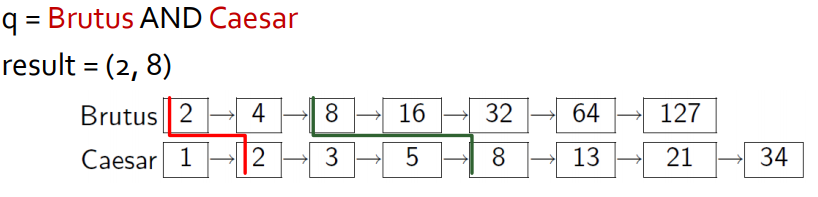 q = Brutus AND Caesar
result = (2, 8)
Brutus 2 → 4 → 8 → 16 → 32 → 64 → 127
Caesar 1 → 2 → 3 → 5 → 8 → 13 → 21 → 34